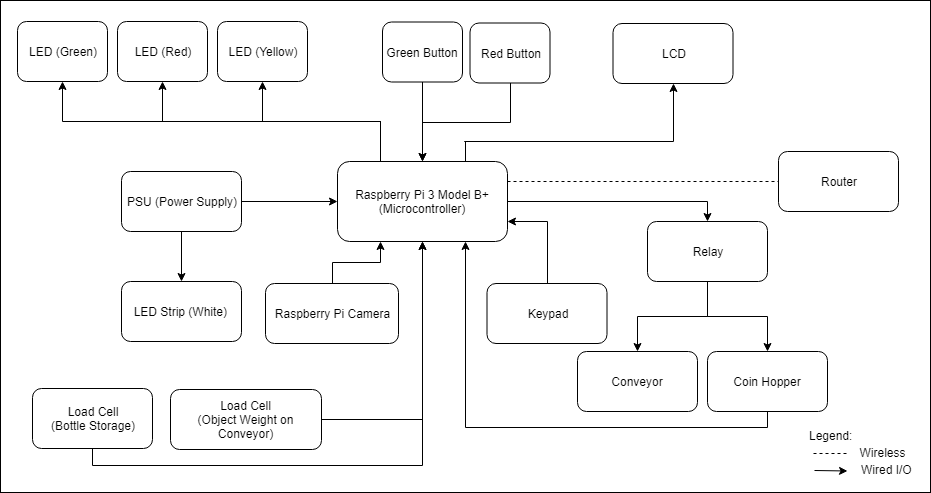 LED (Green)
LED (Red)
LED (Yellow)
Green Button
Red Button
LCD
PSU (Power Supply)
Raspberry Pi 3 Model B+
(Microcontroller)
Router
Relay
LED Strip (White)
Raspberry Pi Camera
Keypad
Conveyor
Coin Hopper
Load Cell
(Bottle Storage)
Load Cell
(Object Weight on
Conveyor)
Legend:
Wireless
Wired I/O